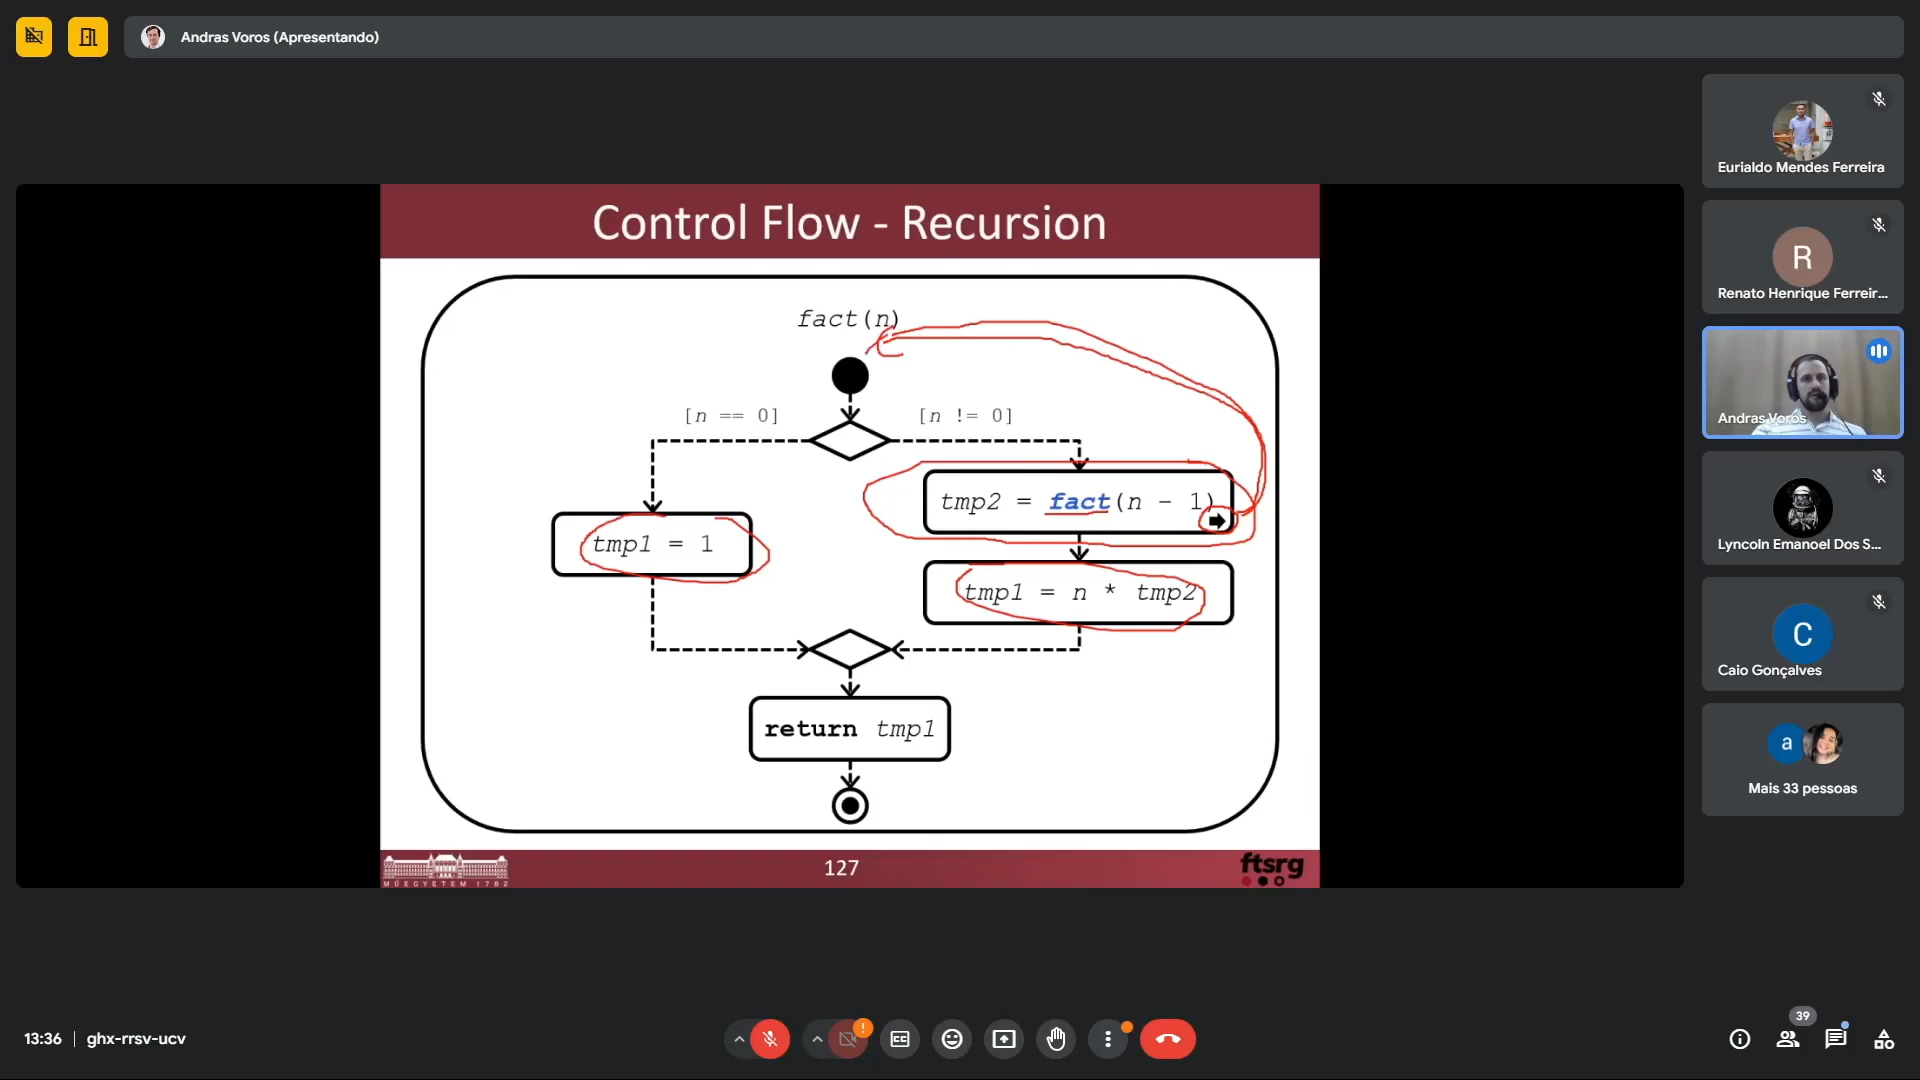 Andras Voros (Apresentando)
Eurialdo Mendes Ferreira
R
Renato Henrique Ferreir...
Andras Voros
Lyncoln Emanoel Dos S...
C
Caio Gonçalves
a
Mais 33 pessoas
Control Flow - Recursion
fact(n)
[n == 0] [n != 0]
tmp2 = fact(n - 1)
tmp1 = 1
tmp1 = n * tmp2
return tmp1
MŰEGYETEM 1782
127
ftsrg
13:36 | ghx-rrsv-ucv
!
CC
39